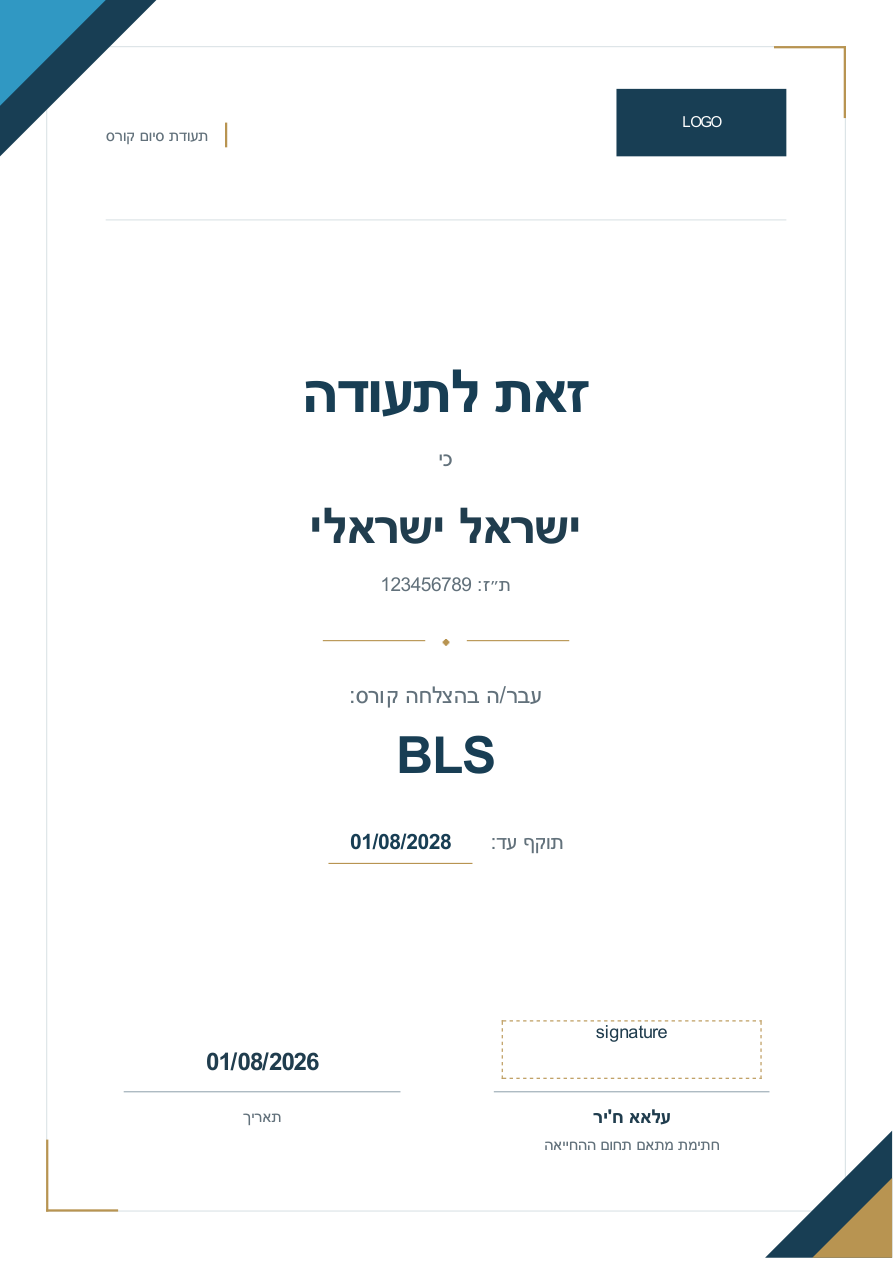 LOGO
תעודת סיום קורס
זאת לתעודה
כי
ישראל ישראלי
ת״ז: 123456789
עבר/ה בהצלחה קורס:
BLS
תוקף עד: 01/08/2028
signature
01/08/2026
עלאא ח'יר
תאריך
חתימת מתאם תחום ההחייאה